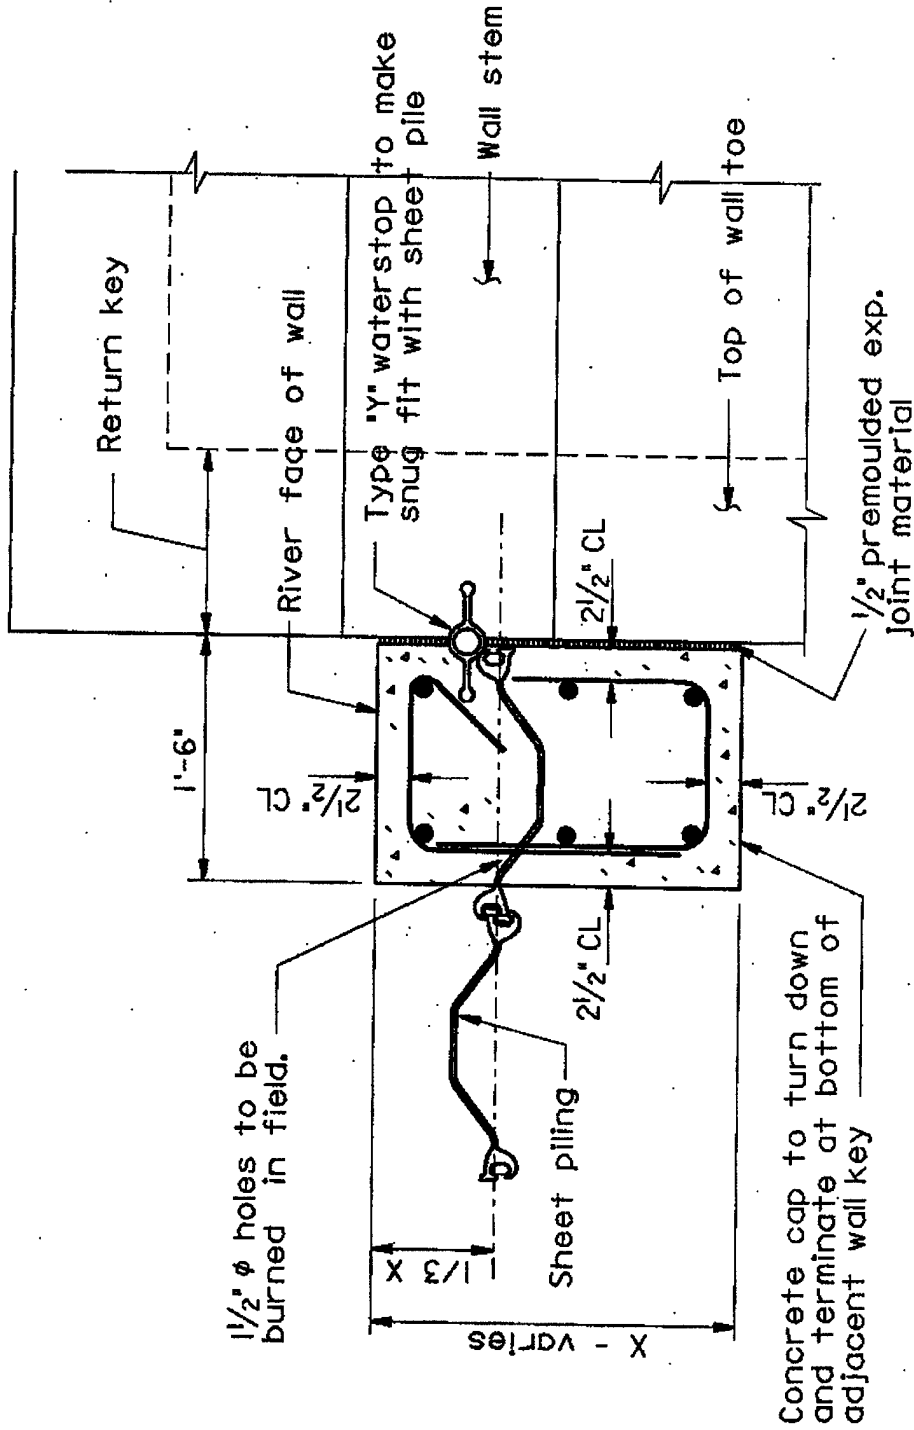 Return key
River face of wall
Type "Y" waterstop to make
snug fit with sheet pile
Wall stem
Top of wall toe
1/2" premoulded exp.
joint material
1'-6"
2 1/2" CL
2 1/2" CL
2 1/2" CL
2 1/2" CL
1 1/2" ϕ holes to be
burned in field.
Sheet piling
1/3 X
X - varies
Concrete cap to turn down
and terminate at bottom of
adjacent wall key